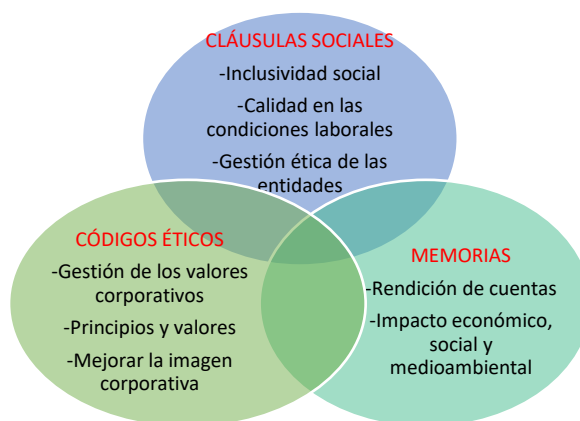 CLÁUSULAS SOCIALES
-Inclusividad social
-Calidad en las
condiciones laborales
-Gestión ética de las
entidades
CÓDIGOS ÉTICOS
-Gestión de los valores
corporativos
-Principios y valores
-Mejorar la imagen
corporativa
MEMORIAS
-Rendición de cuentas
-Impacto económico,
social y
medioambiental